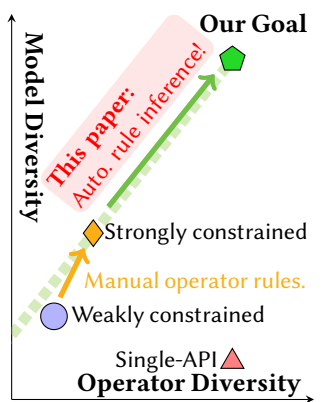 Our Goal
Model Diversity
This paper:
Auto. rule inference!
Strongly constrained
Manual operator rules.
Weakly constrained
Single-API
Operator Diversity